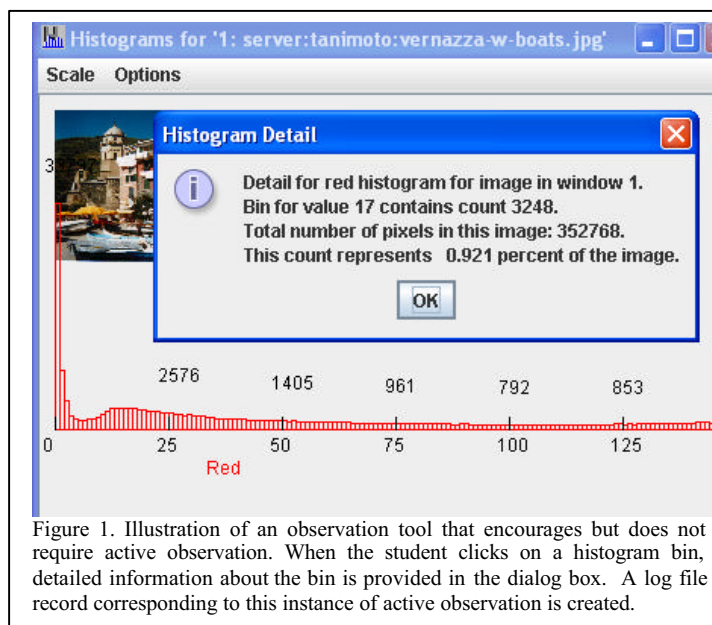 Histograms for '1: server:tanimoto:vernazza-w-boats.jpg'
Scale Options
Histogram Detail
Detail for red histogram for image in window 1.
Bin for value 17 contains count 3248.
Total number of pixels in this image: 352768.
This count represents 0.921 percent of the image.
OK
2576 1405 961 792 853
0 25 50 75 100 125
Red
Figure 1. Illustration of an observation tool that encourages but does not
require active observation. When the student clicks on a histogram bin,
detailed information about the bin is provided in the dialog box. A log file
record corresponding to this instance of active observation is created.